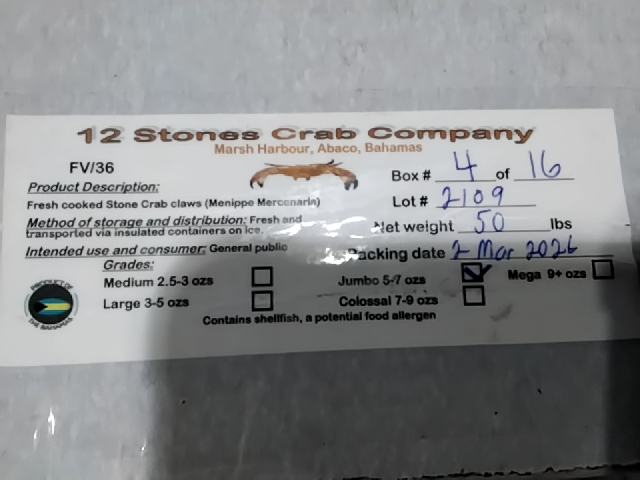 12 Stones Crab Company
Marsh Harbour, Abaco, Bahamas
FV/36
Product Description:
Fresh cooked Stone Crab claws (Menippe Mercenaria)
Method of storage and distribution: Fresh and
transported via insulated containers on ice.
Intended use and consumer: General public
Box # 4 of 16
Lot # 2109
Net weight 50 lbs
Packing date 2 Mar 2026
Grades:
Medium 2.5-3 ozs
Large 3-5 ozs
Jumbo 5-7 ozs
Colossal 7-9 ozs
Mega 9+ ozs
Contains shellfish, a potential food allergen
PRODUCT OF
THE BAHAMAS